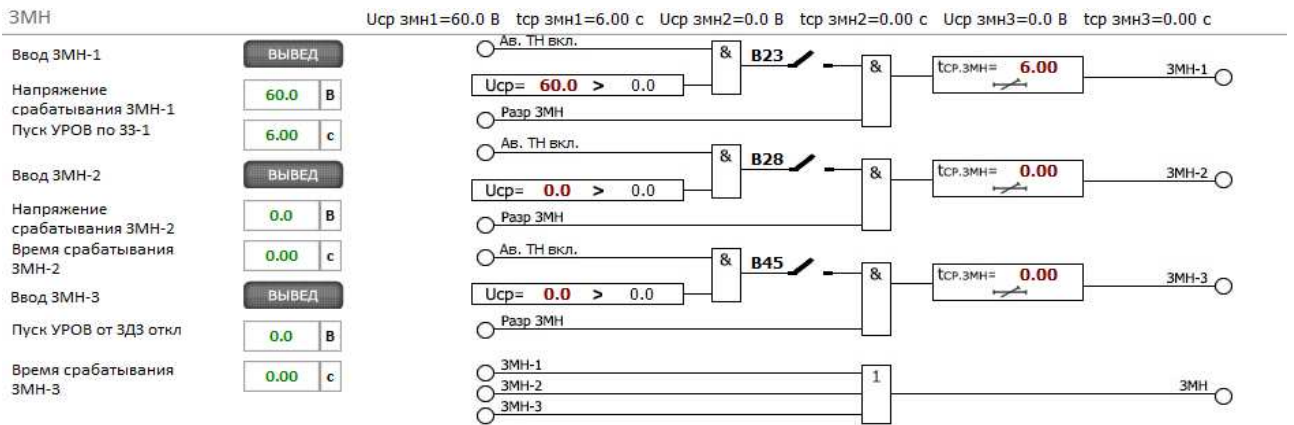 ЗМН
Uср змн1=60.0 В tср змн1=6.00 с Uср змн2=0.0 В tср змн2=0.00 с Uср змн3=0.0 В tср змн3=0.00 с
Ввод ЗМН-1
ВЫВЕД
Напряжение
срабатывания ЗМН-1
60.0 В
Пуск УРОВ по ЗЗ-1
6.00 с
Ввод ЗМН-2
ВЫВЕД
Напряжение
срабатывания ЗМН-2
0.0 В
Время срабатывания
ЗМН-2
0.00 с
Ввод ЗМН-3
ВЫВЕД
Пуск УРОВ от ЗДЗ откл
0.0 В
Время срабатывания
ЗМН-3
0.00 с
Ав. ТН вкл.
Uср= 60.0 > 0.0
&
B23
&
Разр ЗМН
tСР.ЗМН= 6.00
ЗМН-1
Ав. ТН вкл.
Uср= 0.0 > 0.0
&
B28
&
Разр ЗМН
tСР.ЗМН= 0.00
ЗМН-2
Ав. ТН вкл.
Uср= 0.0 > 0.0
&
B45
&
Разр ЗМН
tСР.ЗМН= 0.00
ЗМН-3
ЗМН-1
ЗМН-2
ЗМН-3
1
ЗМН